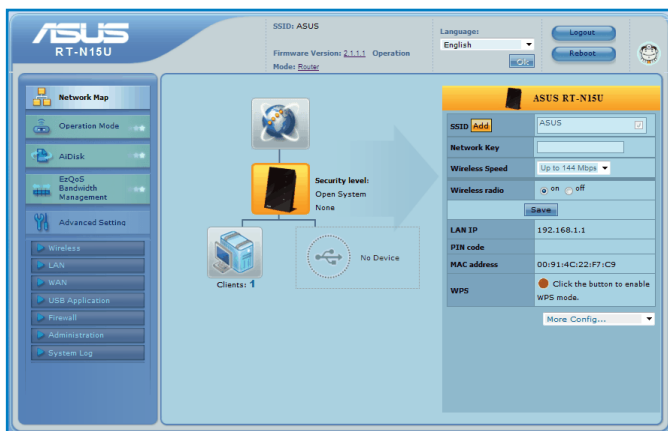 ASUS
RT-N15U
SSID: ASUS
Firmware Version: 2.1.1.1 Operation
Mode: Router
Language:
English
OK
Logout
Reboot
Network Map
Operation Mode
AiDisk
EzQoS
Bandwidth
Management
Advanced Setting
Wireless
LAN
WAN
USB Application
Firewall
Administration
System Log
Security level:
Open System
None
Clients: 1
No Device
ASUS RT-N15U
SSID Add ASUS
Network Key
Wireless Speed Up to 144 Mbps
Wireless radio on off
Save
LAN IP 192.168.1.1
PIN code
MAC address 00:91:4C:22:F7:C9
WPS Click the button to enable
WPS mode.
More Config...